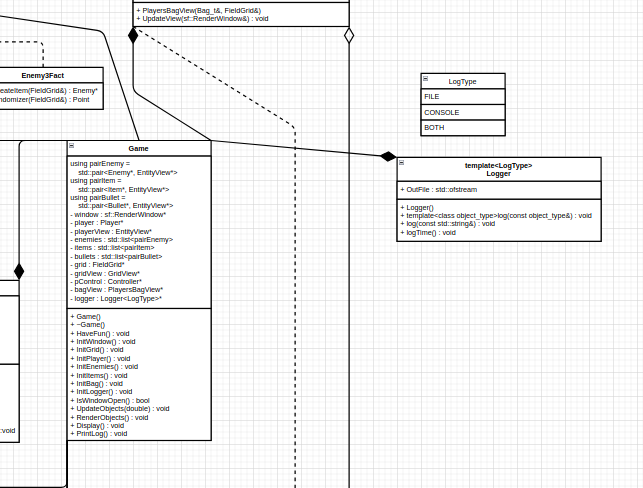 + PlayersBagView(Bag_t&, FieldGrid&)
+ UpdateView(sf::RenderWindow&) : void
Enemy3Fact
eateItem(FieldGrid&) : Enemy*
ndomizer(FieldGrid&) : Point
LogType
FILE
CONSOLE
BOTH
Game
using pairEnemy =
std::pair<Enemy*, EntityView*>
using pairItem =
std::pair<Item*, EntityView*>
using pairBullet =
std::pair<Bullet*, EntityView*>
- window : sf::RenderWindow*
- player : Player*
- playerView : EntityView*
- enemies : std::list<pairEnemy>
- items : std::list<pairItem>
- bullets : std::list<pairBullet>
- grid : FieldGrid*
- gridView : GridView*
- pControl : Controller*
- bagView : PlayersBagView*
- logger : Logger<LogType>*
+ Game()
+ ~Game()
+ HaveFun() : void
+ InitWindow() : void
+ InitGrid() : void
+ InitPlayer() : void
+ InitEnemies() : void
+ InitItems() : void
+ InitBag() : void
+ InitLogger() : void
+ IsWindowOpen() : bool
+ UpdateObjects(double) : void
+ RenderObjects() : void
+ Display() : void
+ PrintLog() : void
template<LogType>
Logger
+ OutFile : std::ofstream
+ Logger()
+ template<class object_type>log(const object_type&) : void
+ log(const std::string&) : void
+ logTime() : void
:void